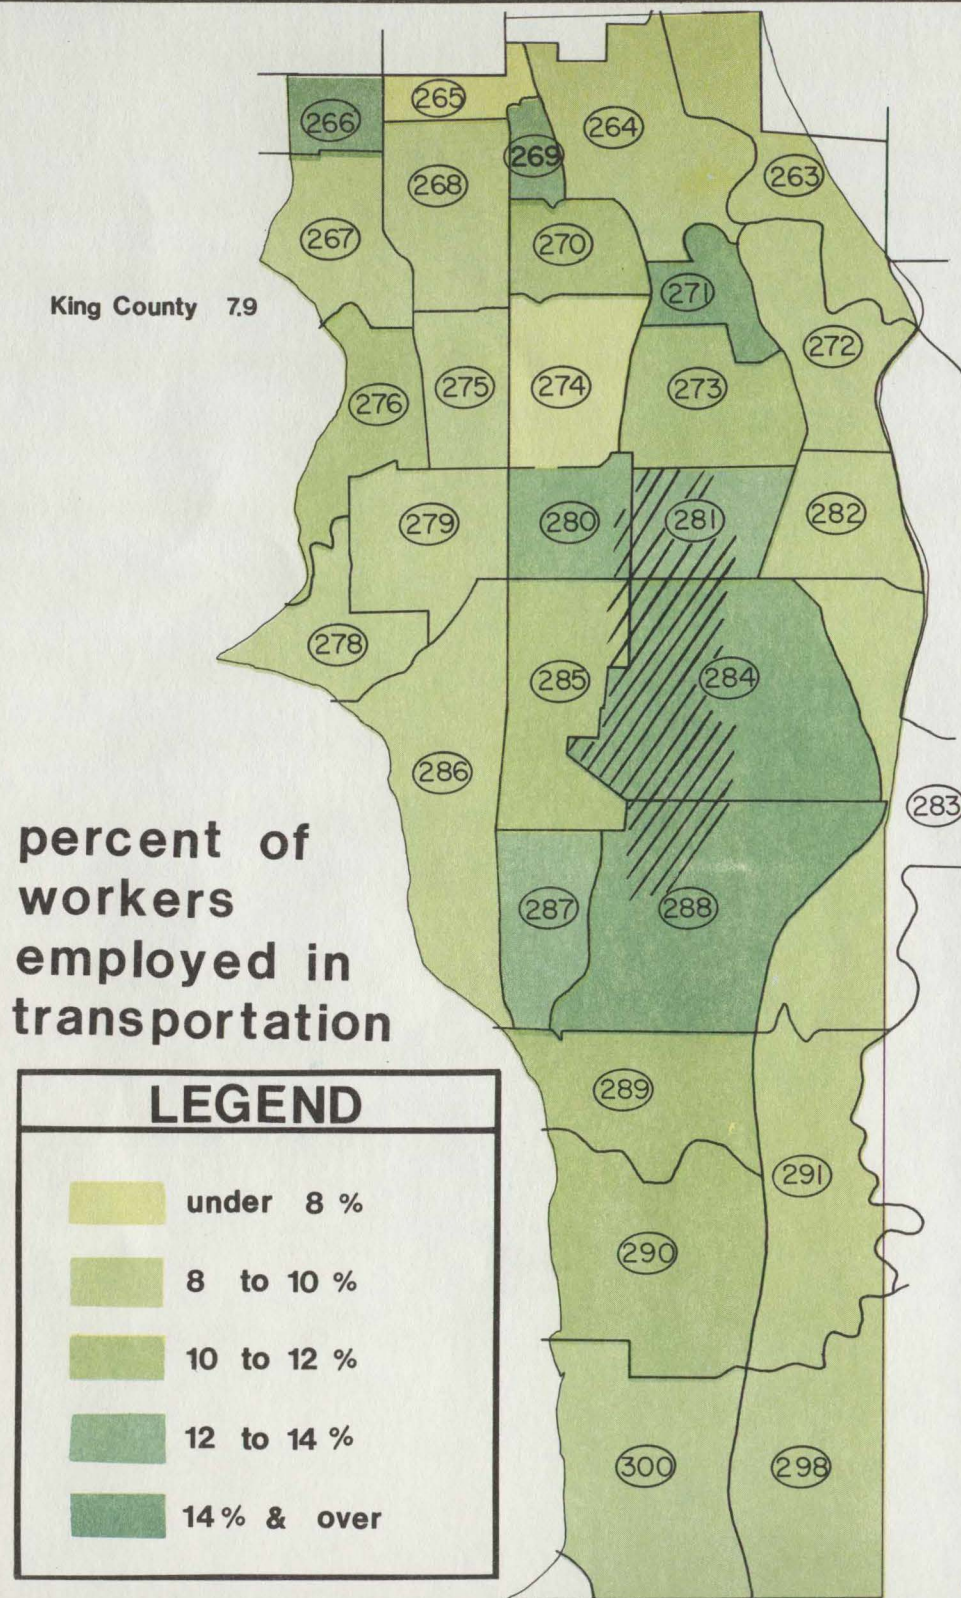 265
266
264
269
263
268
267
270
271
King County 7.9
272
275
274
273
276
279
280
281
282
278
285
284
286
283
percent of
workers
employed in
transportation
287
288
LEGEND
289
under 8 %
291
8 to 10 %
290
10 to 12 %
12 to 14 %
300
298
14 % & over